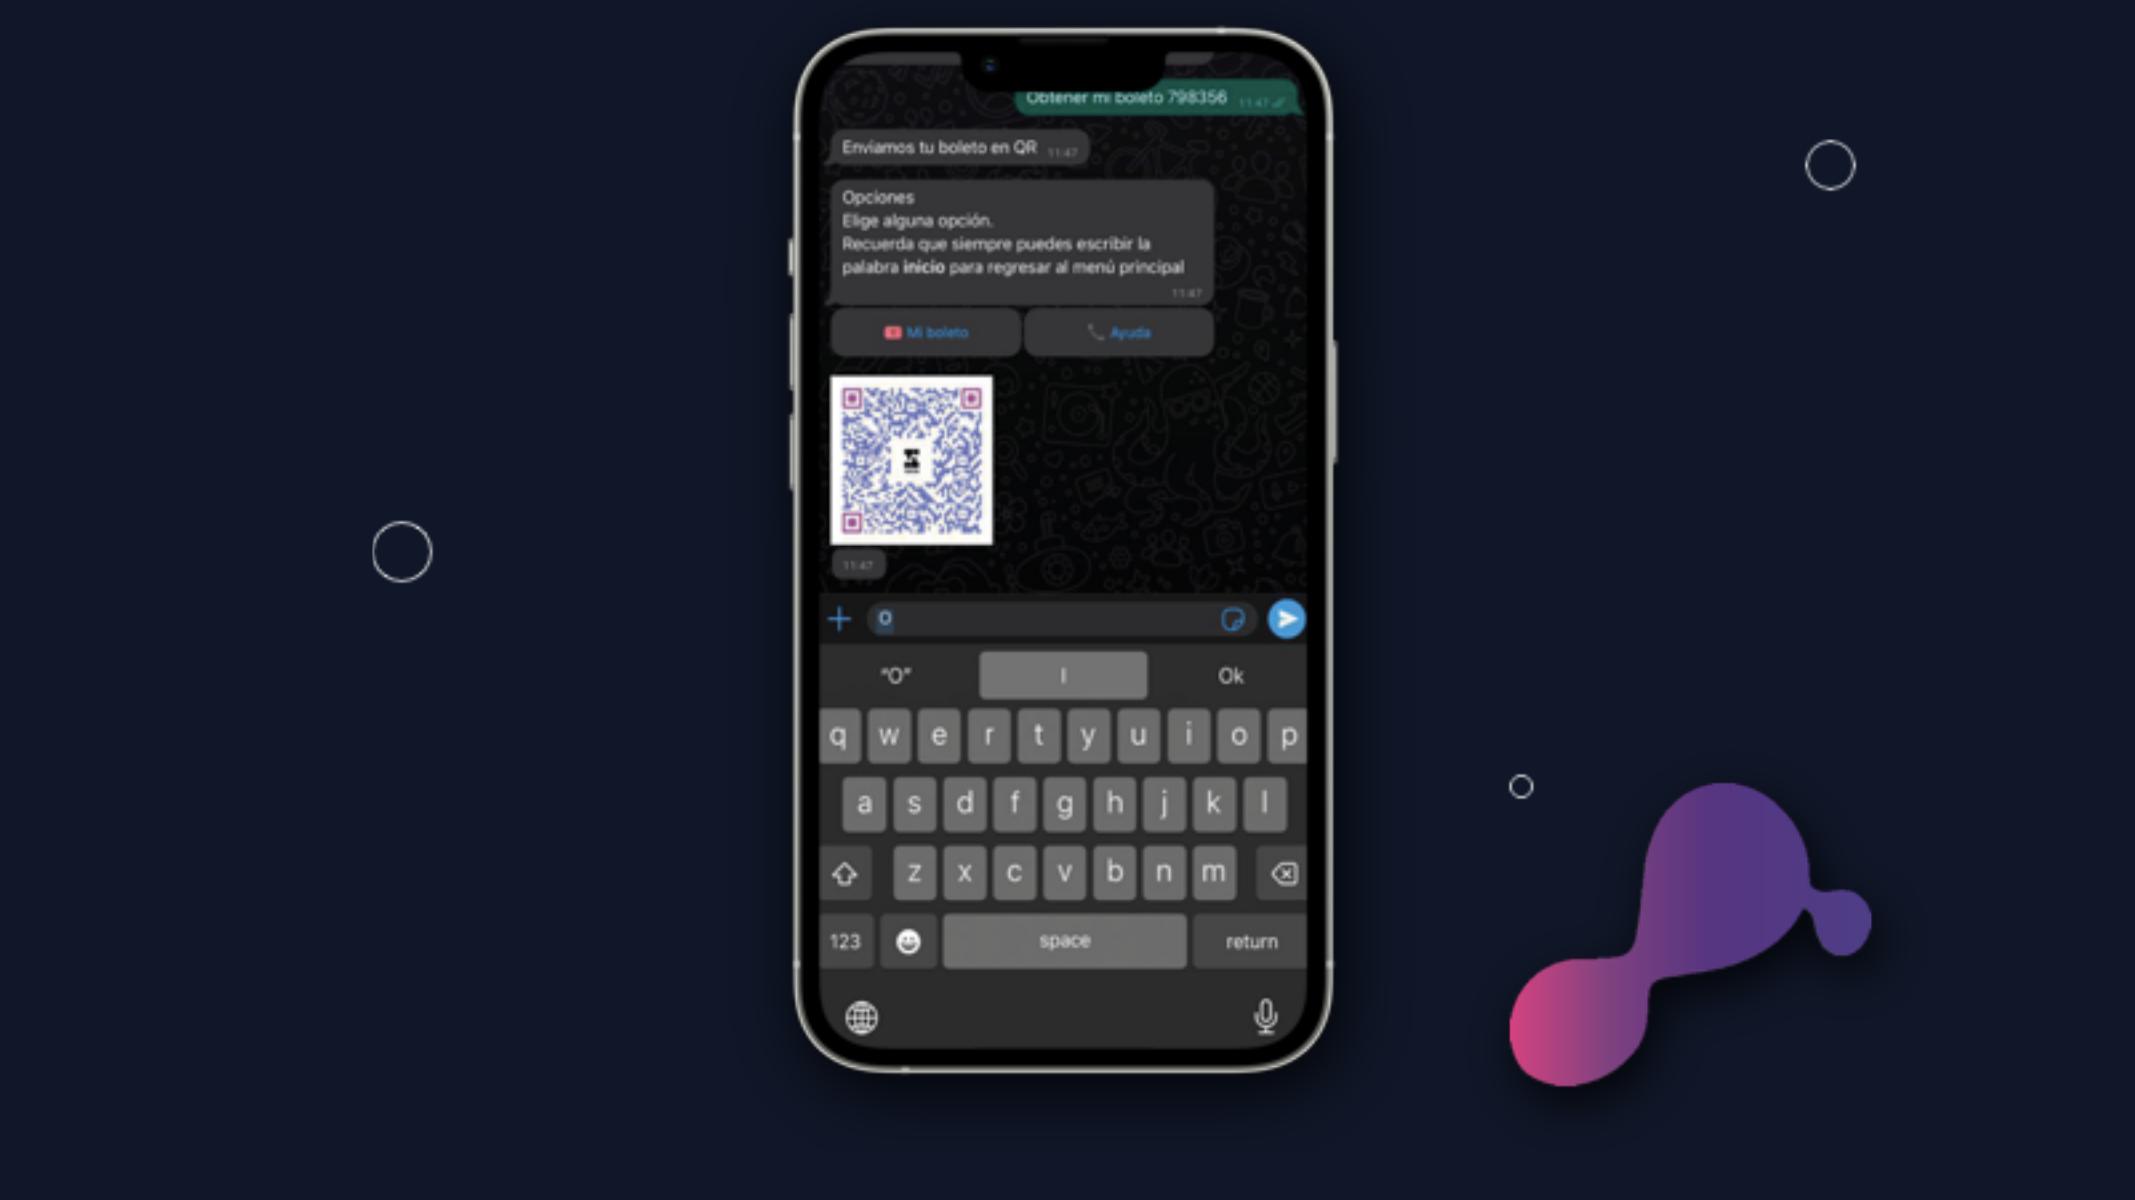 Obtener mi boleto 798356 11:47
Enviamos tu boleto en QR 11:47
Opciones
Elige alguna opción.
Recuerda que siempre puedes escribir la
palabra inicio para regresar al menú principal
11:47
Mi boleto
Ayuda
11:47
O
"O" I Ok
q w e r t y u i o p
a s d f g h j k l
z x c v b n m
123 space return